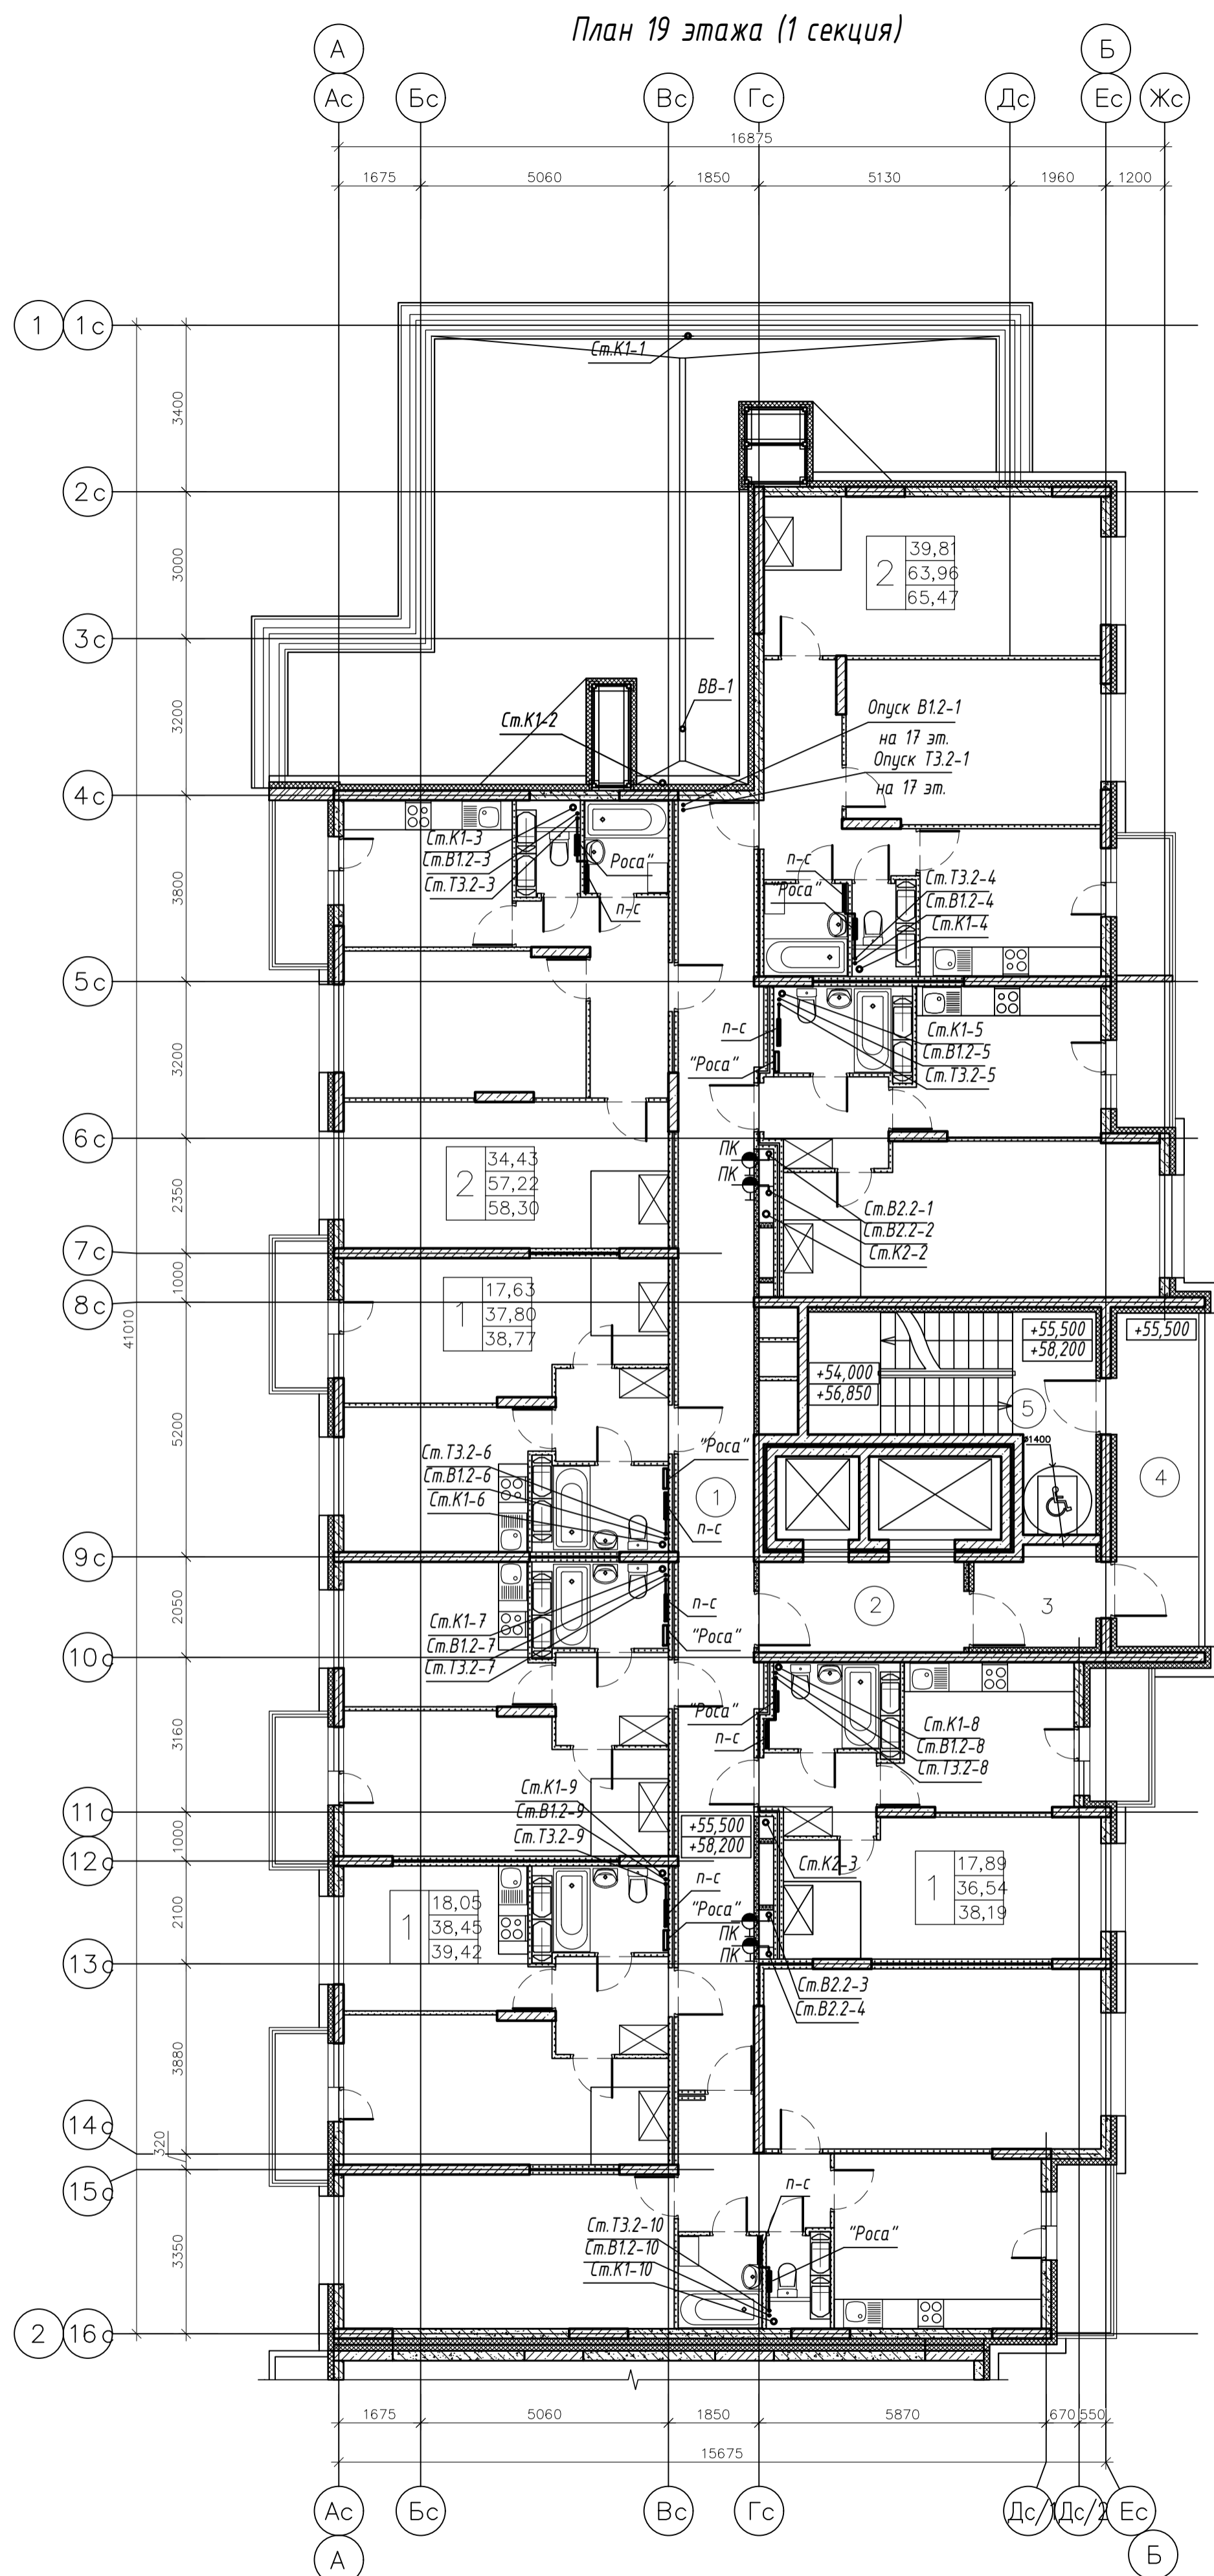 План 19 этажа (1 секция)
А
Б
Ас
Бс
Вс
Гс
Дс
Ес
Жс
16875
1675
5060
1850
5130
1960
1200
1
1с
Ст.К1-1
3400
2с
39,81
2
63,96
65,47
3000
3с
3200
ВВ-1
Ст.К1-2
Опуск В1.2-1
на 17 эт.
Опуск Т3.2-1
на 17 эт.
4с
Ст.К1-3
Ст.В1.2-3
Ст.Т3.2-3
Роса"
п-с
п-с
Роса"
Ст.Т3.2-4
Ст.В1.2-4
Ст.К1-4
3800
5с
п-с
"Роса"
Ст.К1-5
Ст.В1.2-5
Ст.Т3.2-5
3200
6с
ПК
ПК
34,43
2
57,22
58,30
Ст.В2.2-1
Ст.В2.2-2
Ст.К2-2
2350
7с
1000
8с
41010
17,63
1
37,80
38,77
+55,500
+58,200
+55,500
+54,000
+56,850
5
5200
Ст.Т3.2-6
Ст.В1.2-6
Ст.К1-6
"Роса"
п-с
1
ø1400
4
9с
2050
Ст.К1-7
Ст.В1.2-7
Ст.Т3.2-7
п-с
"Роса"
2
3
10с
3160
"Роса"
п-с
Ст.К1-8
Ст.В1.2-8
Ст.Т3.2-8
11с
Ст.К1-9
Ст.В1.2-9
Ст.Т3.2-9
+55,500
+58,200
1000
12с
Ст.К2-3
17,89
1
36,54
38,19
2100
18,05
1
38,45
39,42
п-с
"Роса"
ПК
ПК
13с
Ст.В2.2-3
Ст.В2.2-4
3880
14с
320
15с
п-с
Ст.Т3.2-10
Ст.В1.2-10
Ст.К1-10
"Роса"
3350
2
16с
1675
5060
1850
5870
670
550
15675
Ас
Бс
Вс
Гс
Дс/1
Дс/2
Ес
А
Б